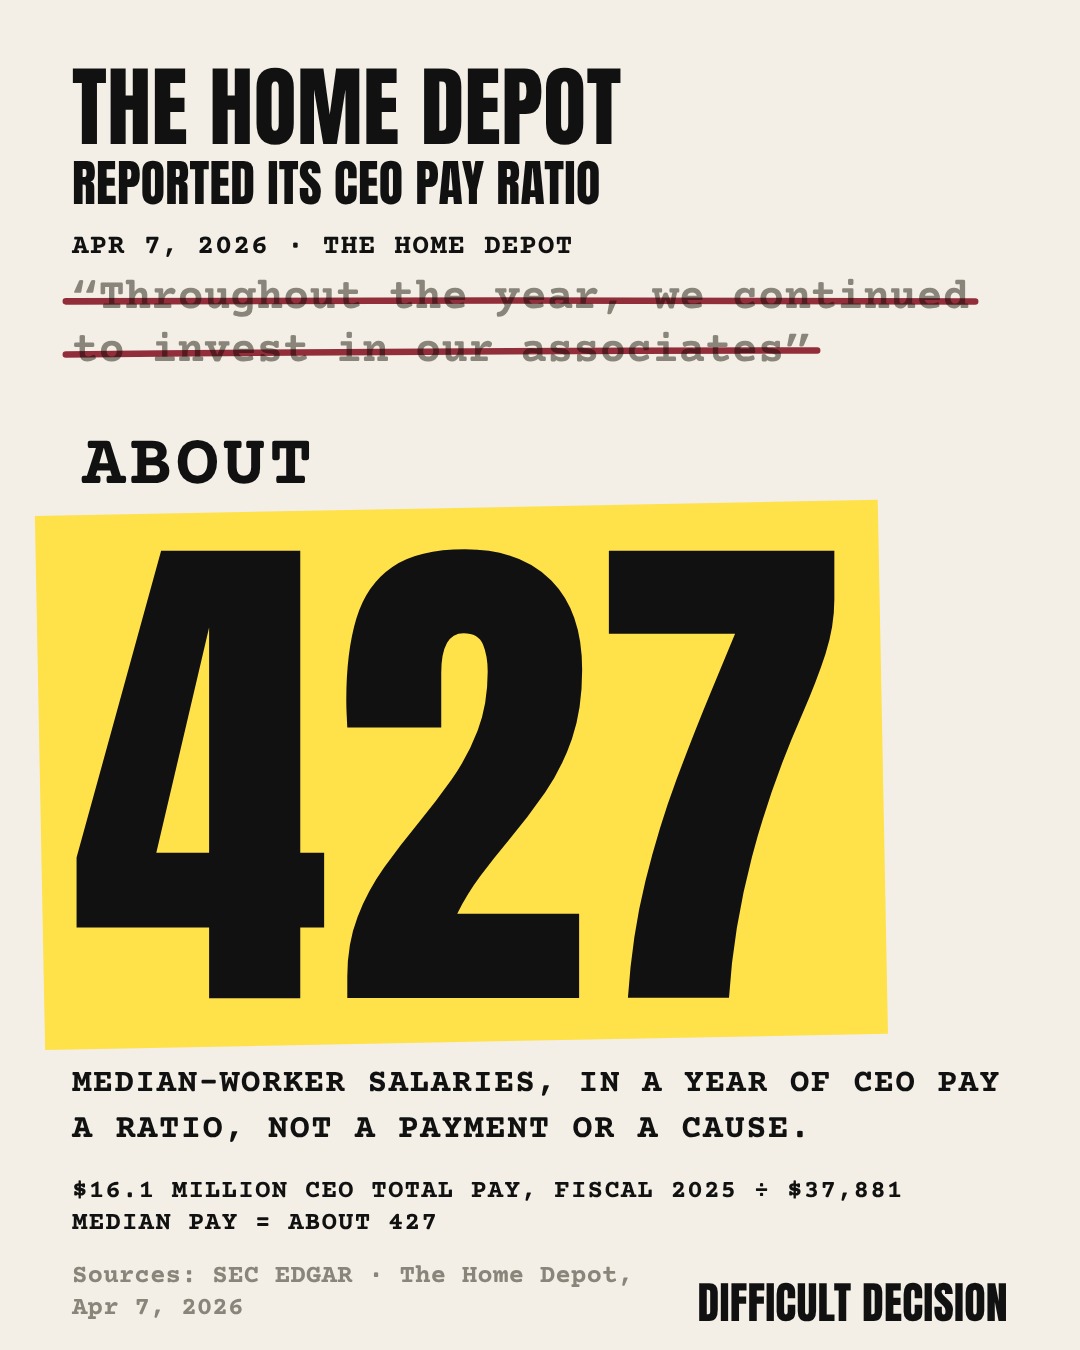 THE HOME DEPOT
REPORTED ITS CEO PAY RATIO
APR 7, 2026 · THE HOME DEPOT
“Throughout the year, we continued
to invest in our associates”
ABOUT
427
MEDIAN–WORKER SALARIES, IN A YEAR OF CEO PAY
A RATIO, NOT A PAYMENT OR A CAUSE.
$16.1 MILLION CEO TOTAL PAY, FISCAL 2025 ÷ $37,881
MEDIAN PAY = ABOUT 427
Sources: SEC EDGAR · The Home Depot,
Apr 7, 2026
DIFFICULT DECISION